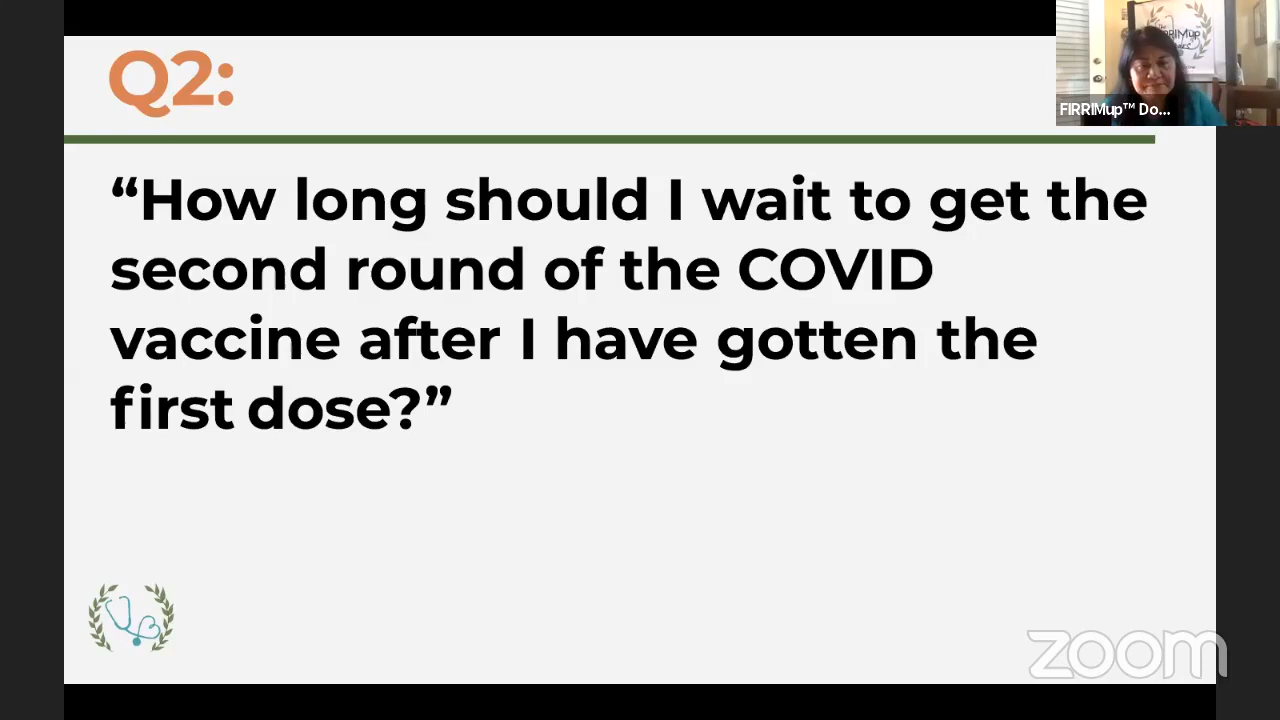 Q2:
“How long should I wait to get the
second round of the COVID
vaccine after I have gotten the
first dose?”
FIRRIMup™ Do...
zoom